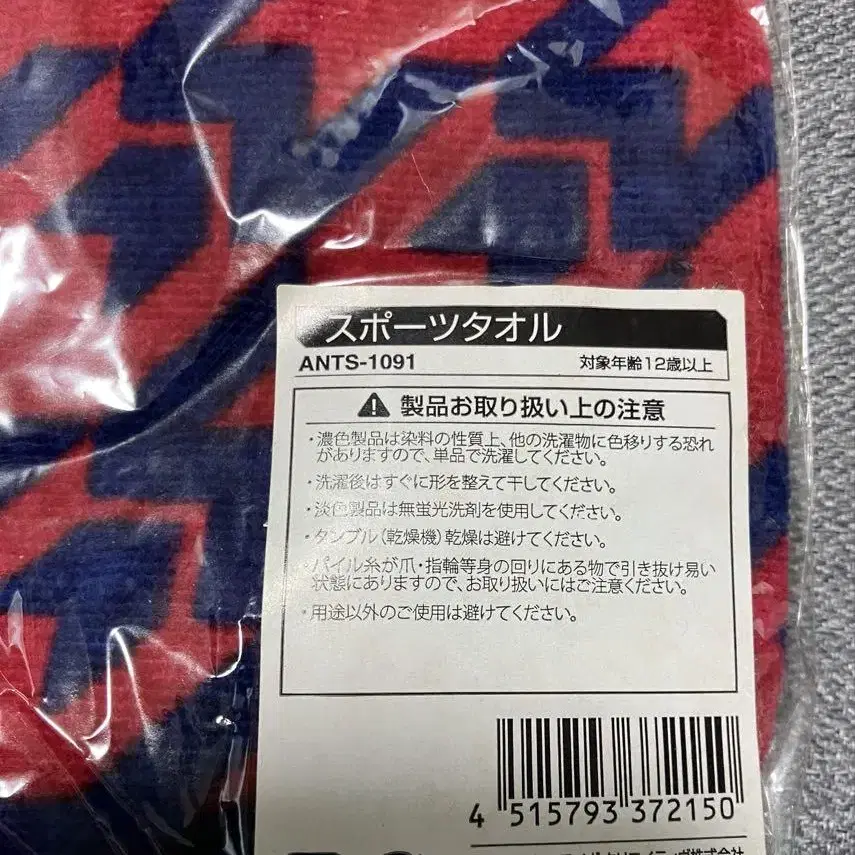 スポーツタオル
ANTS-1091 対象年齢12歳以上
⚠ 製品お取り扱い上の注意
・濃色製品は染料の性質上、他の洗濯物に色移りする恐れ
がありますので、単品で洗濯してください。
・洗濯後はすぐに形を整えて干してください。
・淡色製品は無蛍光洗剤を使用してください。
・タンブル(乾燥機)乾燥は避けてください。
・パイル糸が爪・指輪等身の回りにある物で引き抜け易い
状態にありますので、お取り扱いにはご注意ください。
・用途以外のご使用は避けてください。
4 515793 372150
株式会社